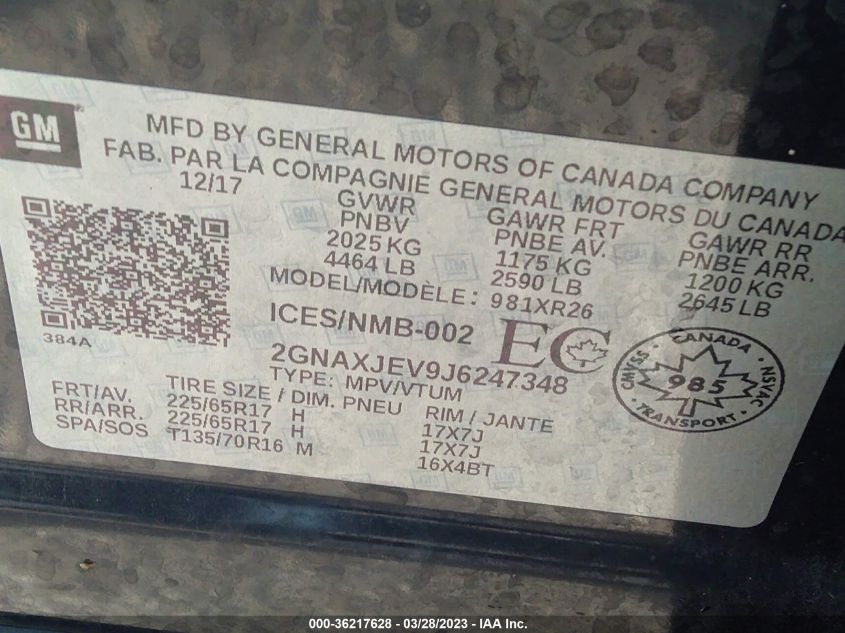 GM
MFD BY GENERAL MOTORS OF CANADA COMPANY
FAB. PAR LA COMPAGNIE GENERAL MOTORS DU CANADA
12/17
GVWR GAWR FRT GAWR RR
PNBV PNBE AV. PNBE ARR.
2025 KG 1175 KG 1200 KG
4464 LB 2590 LB 2645 LB
MODEL/MODÈLE: 981XR26
ICES/NMB-002
EC
384A
2GNAXJEV9J6247348
TYPE: MPV/VTUM
CANADA
CMVSS 985 NSVAC
TRANSPORT
TIRE SIZE / DIM. PNEU RIM / JANTE
FRT/AV. 225/65R17 H 17X7J
RR/ARR. 225/65R17 H 17X7J
SPA/SOS T135/70R16 M 16X4BT
000-36217628 - 03/28/2023 - IAA Inc.